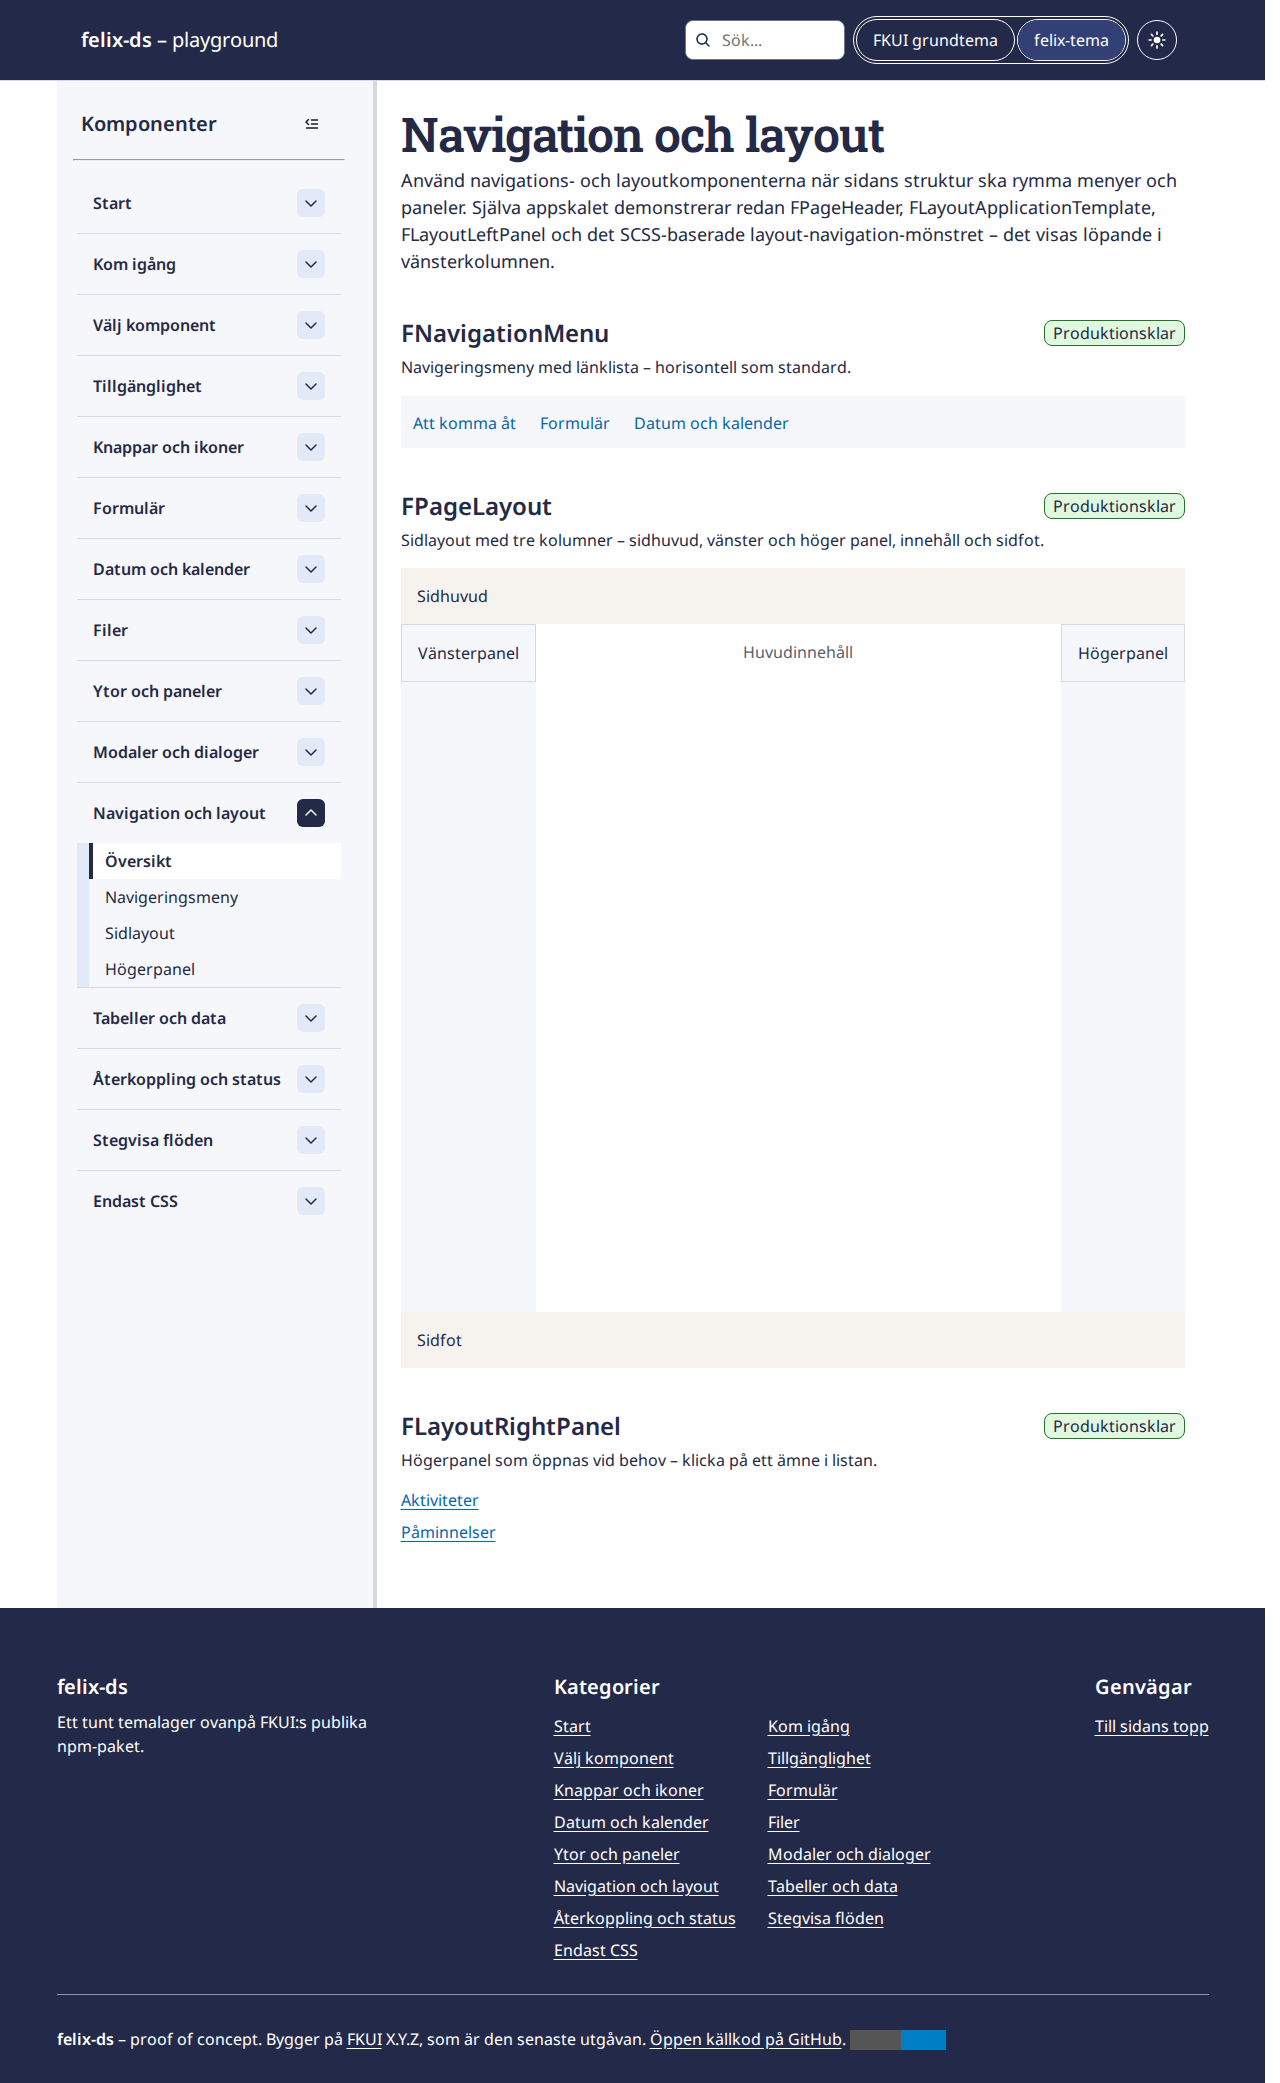 felix-ds – playground
Sök...
FKUI grundtema
felix-tema
Komponenter
Start
Kom igång
Välj komponent
Tillgänglighet
Knappar och ikoner
Formulär
Datum och kalender
Filer
Ytor och paneler
Modaler och dialoger
Navigation och layout
Översikt
Navigeringsmeny
Sidlayout
Högerpanel
Tabeller och data
Återkoppling och status
Stegvisa flöden
Endast CSS
Navigation och layout
Använd navigations- och layoutkomponenterna när sidans struktur ska rymma menyer och
paneler. Själva appskalet demonstrerar redan FPageHeader, FLayoutApplicationTemplate,
FLayoutLeftPanel och det SCSS-baserade layout-navigation-mönstret – det visas löpande i
vänsterkolumnen.
FNavigationMenu
Produktionsklar
Navigeringsmeny med länklista – horisontell som standard.
Att komma åt
Formulär
Datum och kalender
FPageLayout
Produktionsklar
Sidlayout med tre kolumner – sidhuvud, vänster och höger panel, innehåll och sidfot.
Sidhuvud
Vänsterpanel
Huvudinnehåll
Högerpanel
Sidfot
FLayoutRightPanel
Produktionsklar
Högerpanel som öppnas vid behov – klicka på ett ämne i listan.
Aktiviteter
Påminnelser
felix-ds
Ett tunt temalager ovanpå FKUI:s publika
npm-paket.
Kategorier
Start
Kom igång
Välj komponent
Tillgänglighet
Knappar och ikoner
Formulär
Datum och kalender
Filer
Ytor och paneler
Modaler och dialoger
Navigation och layout
Tabeller och data
Återkoppling och status
Stegvisa flöden
Endast CSS
Genvägar
Till sidans topp
felix-ds – proof of concept. Bygger på FKUI X.Y.Z, som är den senaste utgåvan. Öppen källkod på GitHub.